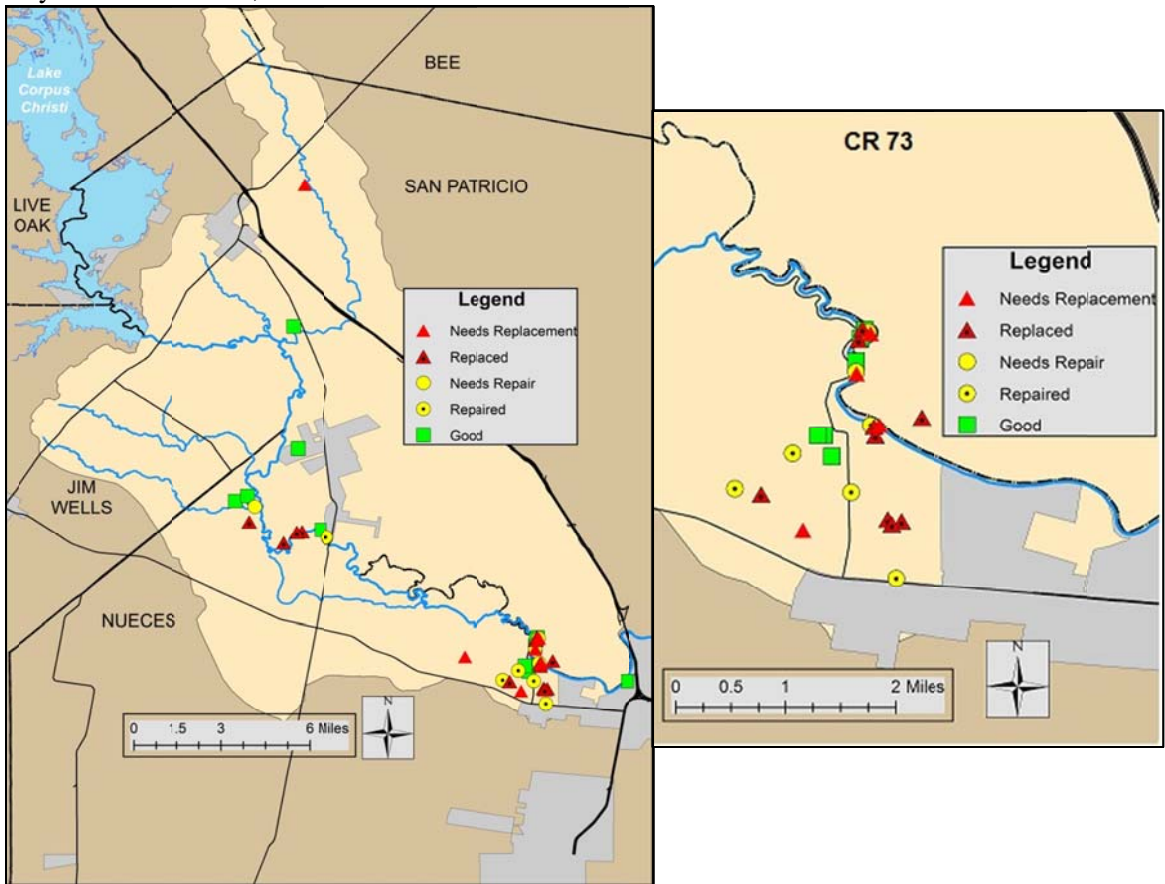 BEE
Lake
Corpus
Christi
SAN PATRICIO
LIVE
OAK
Legend
Needs Replacement
Replaced
Needs Repair
Repaired
Good
JIM
WELLS
NUECES
N
0 1.5 3 6 Miles
CR 73
Legend
Needs Replacement
Replaced
Needs Repair
Repaired
Good
N
0 0.5 1 2 Miles